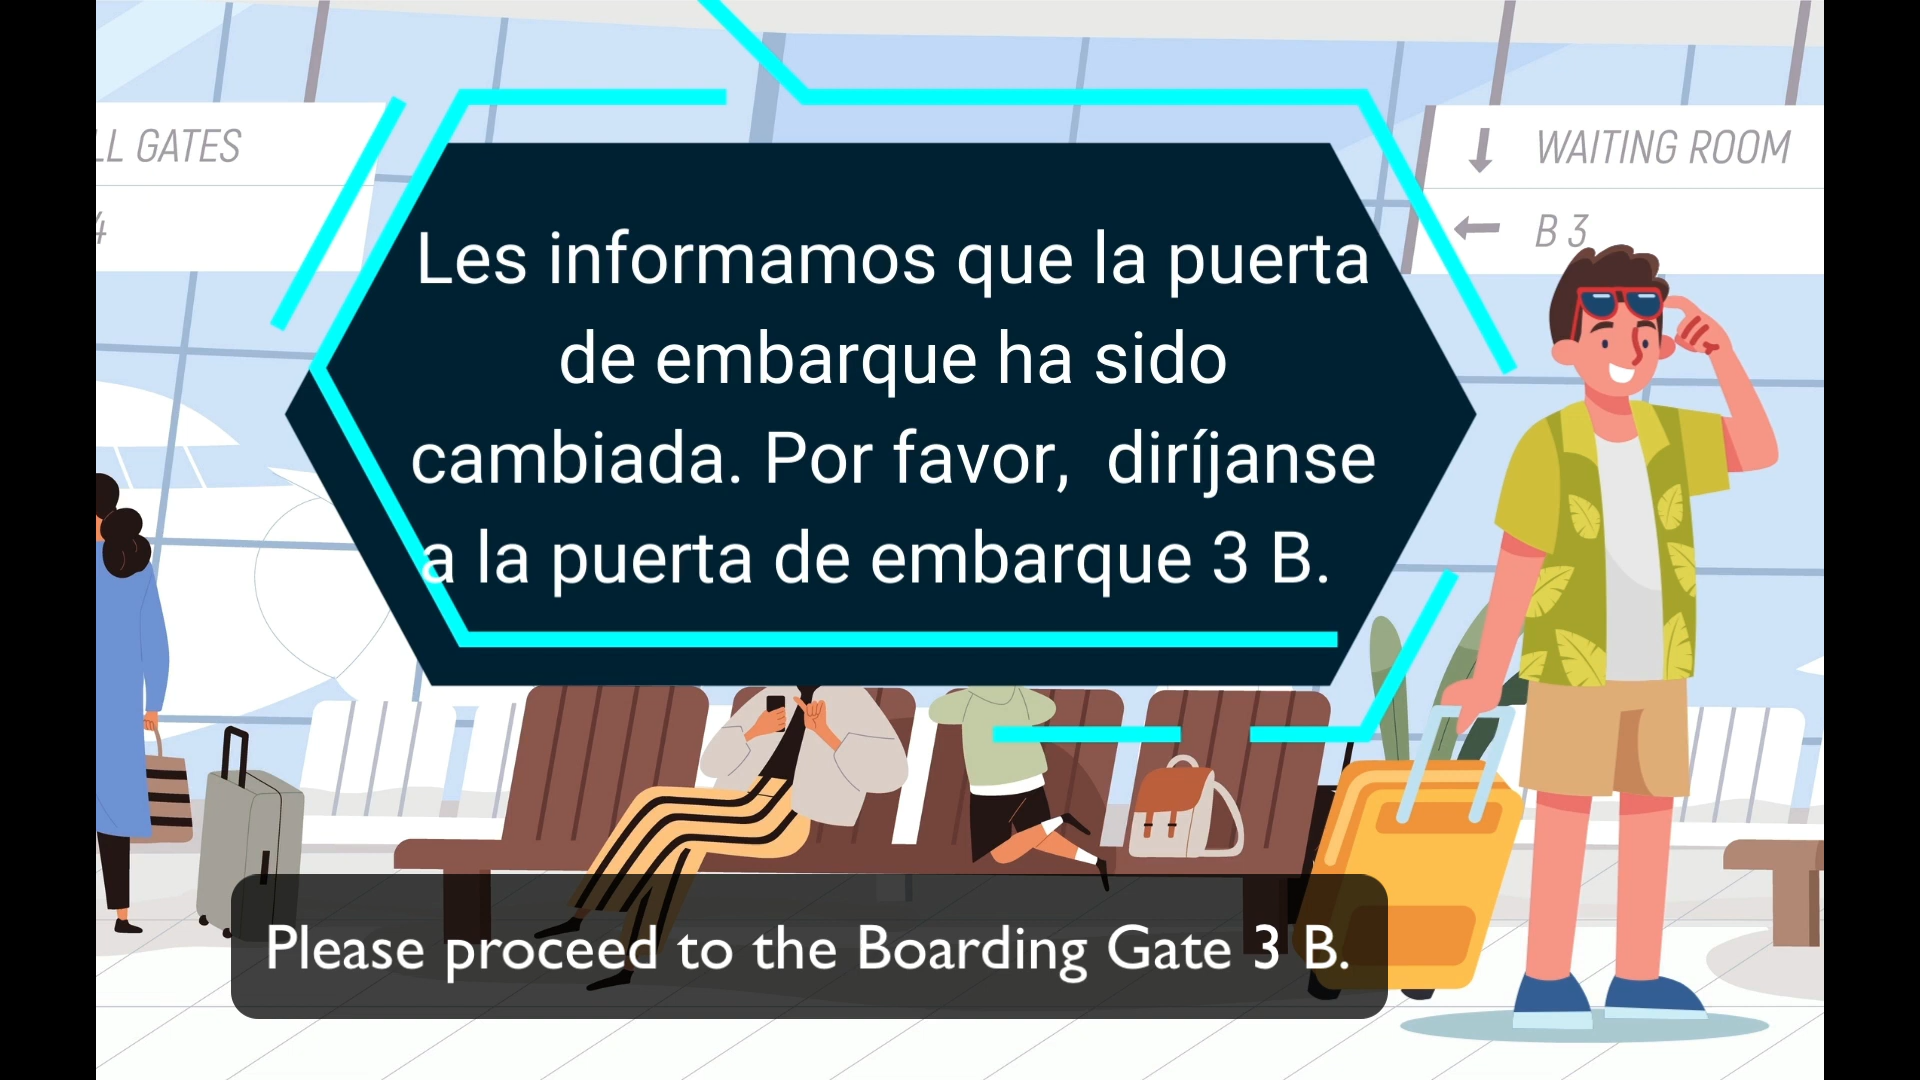 LL GATES
4
WAITING ROOM
B 3
Les informamos que la puerta
de embarque ha sido
cambiada. Por favor, diríjanse
a la puerta de embarque 3 B.
Please proceed to the Boarding Gate 3 B.